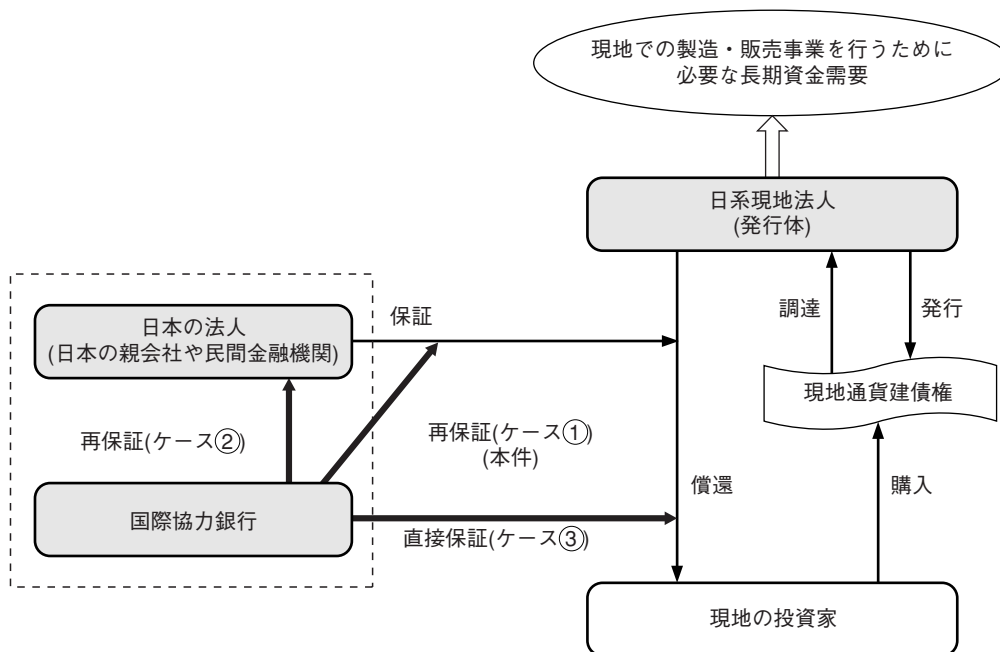 現地での製造・販売事業を行うために
必要な長期資金需要
日系現地法人
(発行体)
日本の法人
(日本の親会社や民間金融機関)
保証
調達
発行
現地通貨建債権
再保証(ケース②)
再保証(ケース①)
(本件)
償還
購入
国際協力銀行
直接保証(ケース③)
現地の投資家